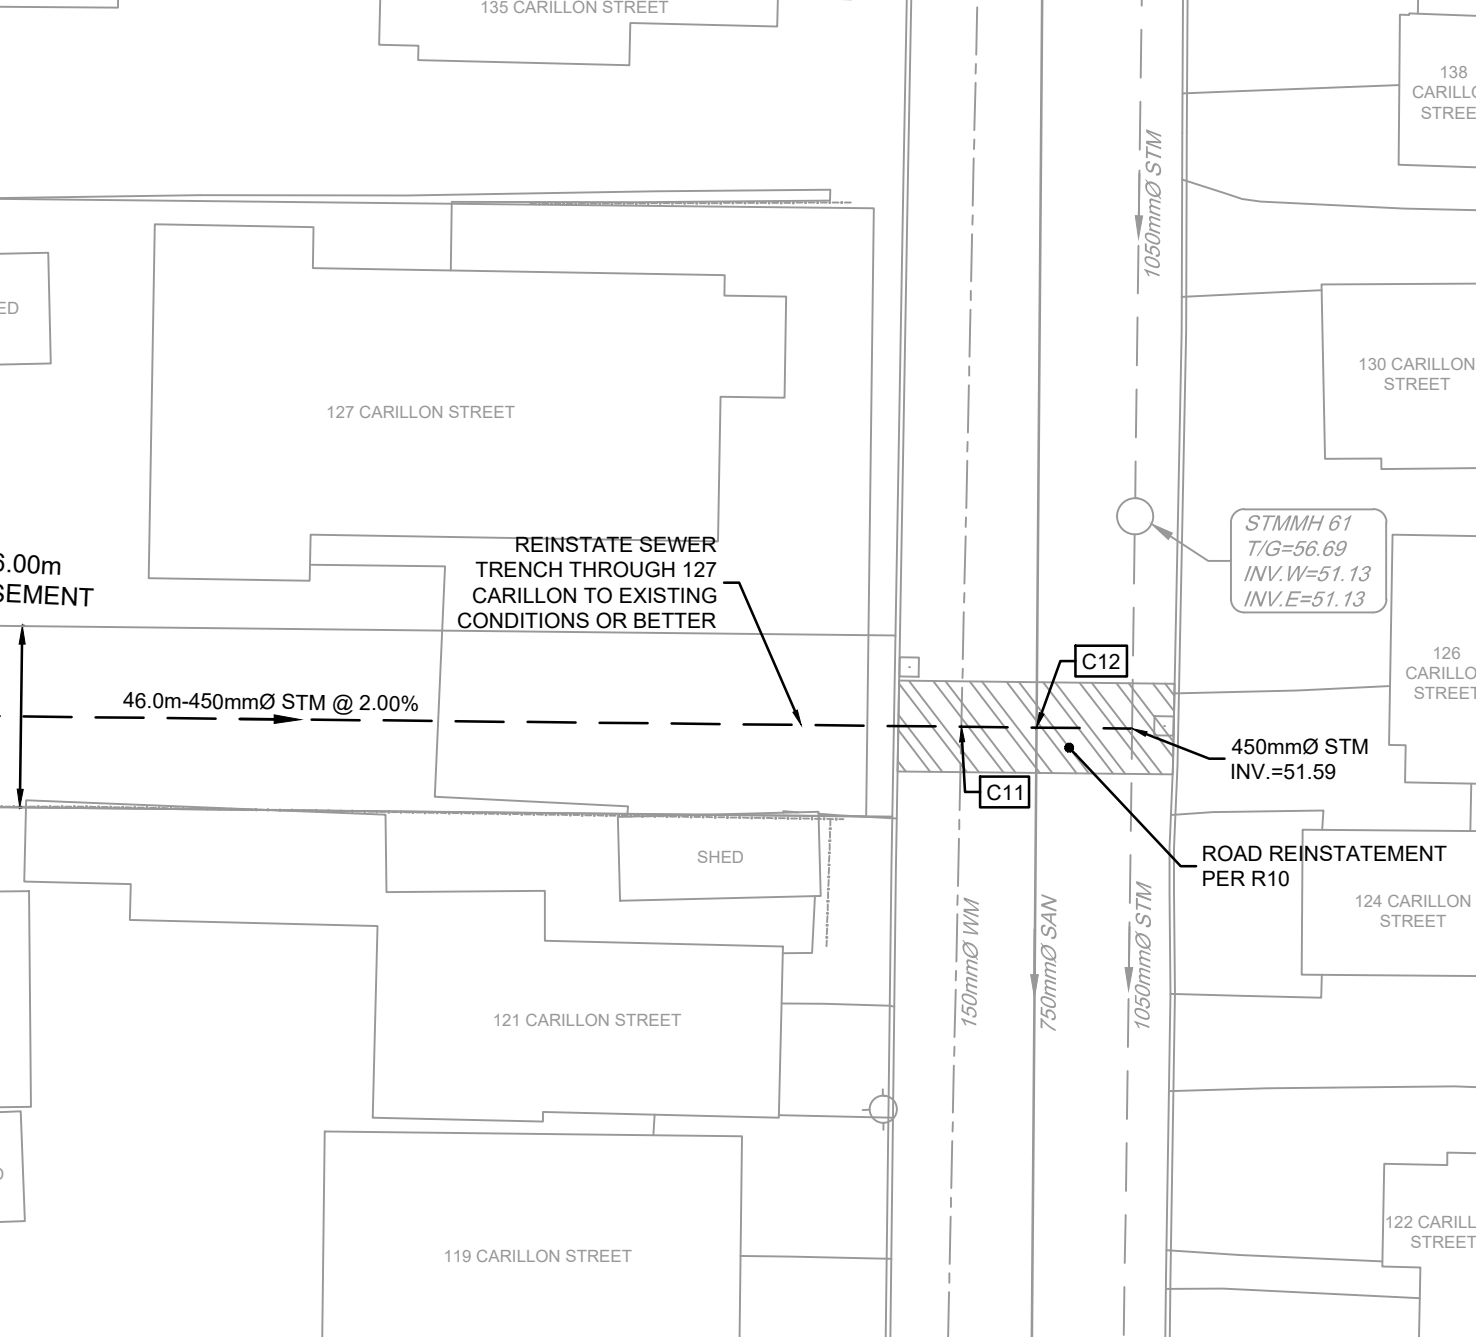 135 CARILLON STREET
138
CARILLO
STREE
1050mmØ STM
ED
127 CARILLON STREET
130 CARILLON
STREET
STMMH 61
T/G=56.69
INV.W=51.13
INV.E=51.13
6.00m
SEMENT
REINSTATE SEWER
TRENCH THROUGH 127
CARILLON TO EXISTING
CONDITIONS OR BETTER
C12
126
CARILLO
STREET
46.0m-450mmØ STM @ 2.00%
450mmØ STM
INV.=51.59
C11
SHED
ROAD REINSTATEMENT
PER R10
124 CARILLON
STREET
150mmØ WM
750mmØ SAN
1050mmØ STM
121 CARILLON STREET
119 CARILLON STREET
122 CARILL
STREET